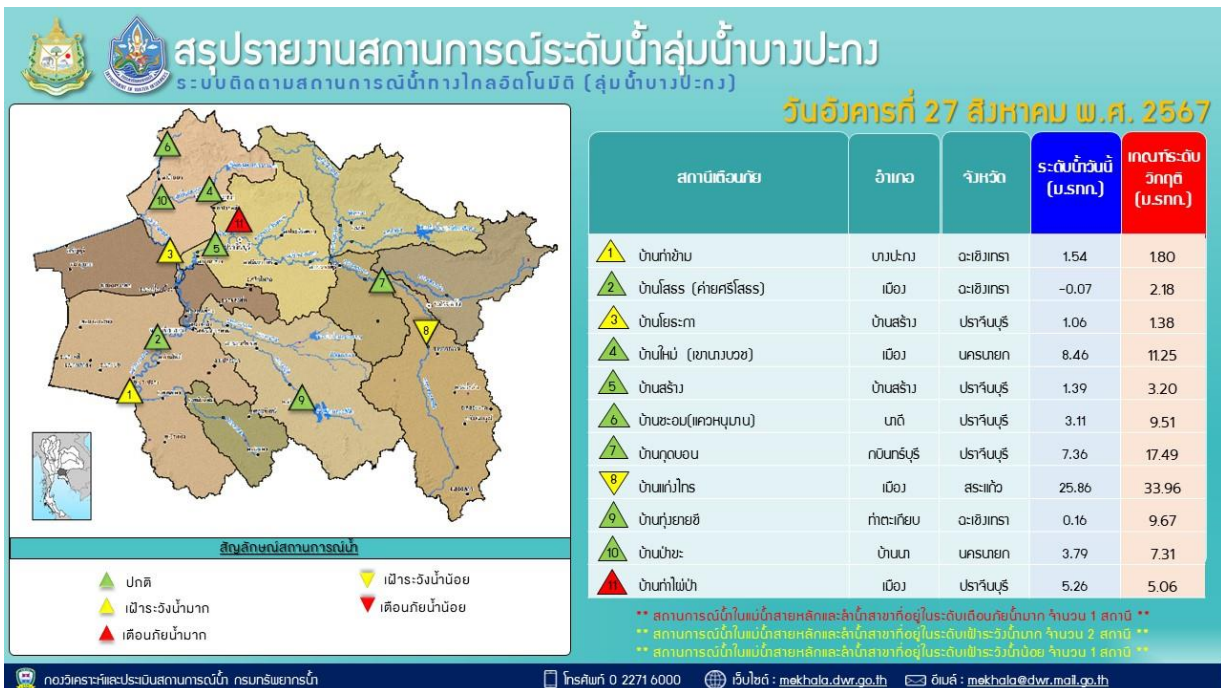 สรุปรายงานสถานการณ์ระดับน้ำลุ่มน้ำบางปะกง
ระบบติดตามสถานการณ์น้ำทางไกลอัตโนมัติ (ลุ่มน้ำบางปะกง)
วันอังคารที่ 27 สิงหาคม พ.ศ. 2567
สถานีเตือนภัย อำเภอ จังหวัด ระดับน้ำวันนี้ (ม.รทก.) เกณฑ์ระดับวิกฤติ (ม.รทก.)
1 บ้านท่าข้าม บางปะกง ฉะเชิงเทรา 1.54 1.80
2 บ้านโสธร (ค่ายศรีโสธร) เมือง ฉะเชิงเทรา -0.07 2.18
3 บ้านโยธะกา บ้านสร้าง ปราจีนบุรี 1.06 1.38
4 บ้านใหม่ (เขานางบวช) เมือง นครนายก 8.46 11.25
5 บ้านสร้าง บ้านสร้าง ปราจีนบุรี 1.39 3.20
6 บ้านชะอม(แควหนุมาน) นาดี ปราจีนบุรี 3.11 9.51
7 บ้านกุดบอน กบินทร์บุรี ปราจีนบุรี 7.36 17.49
8 บ้านแก่งไทร เมือง สระแก้ว 25.86 33.96
9 บ้านทุ่งยายชี ท่าตะเกียบ ฉะเชิงเทรา 0.16 9.67
10 บ้านป่าขะ บ้านนา นครนายก 3.79 7.31
11 บ้านท่าไผ่ป่า เมือง ปราจีนบุรี 5.26 5.06
** สถานการณ์น้ำในแม่น้ำสายหลักและลำน้ำสาขาที่อยู่ในระดับเตือนภัยน้ำมาก จำนวน 1 สถานี **
** สถานการณ์น้ำในแม่น้ำสายหลักและลำน้ำสาขาที่อยู่ในระดับเฝ้าระวังน้ำมาก จำนวน 2 สถานี **
** สถานการณ์น้ำในแม่น้ำสายหลักและลำน้ำสาขาที่อยู่ในระดับเฝ้าระวังน้ำน้อย จำนวน 1 สถานี **
6
4
10
11
3
5
7
8
2
1
9
สัญลักษณ์สถานการณ์น้ำ
ปกติ
เฝ้าระวังน้ำน้อย
เฝ้าระวังน้ำมาก
เตือนภัยน้ำน้อย
เตือนภัยน้ำมาก
กองวิเคราะห์และประเมินสถานการณ์น้ำ กรมทรัพยากรน้ำ
โทรศัพท์ 0 2271 6000
เว็บไซต์ : mekhala.dwr.go.th
อีเมล์ : mekhala@dwr.mail.go.th